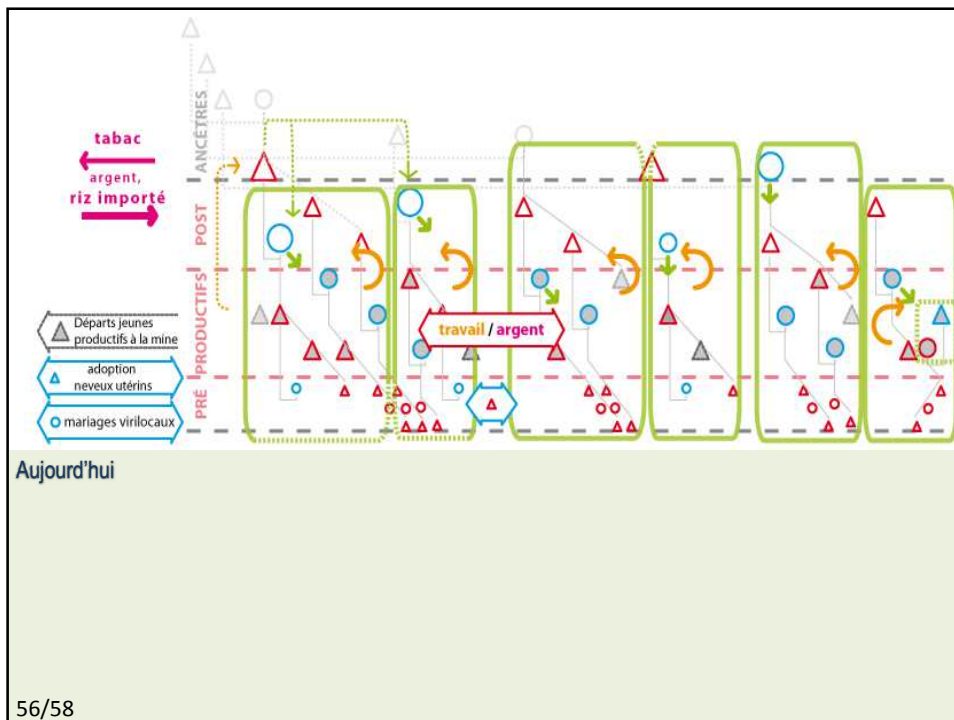 tabac
argent,
riz importé
ANCÊTRES
POST
PRODUCTIFS
PRÉ
Départs jeunes
productifs à la mine
adoption
neveux utérins
mariages virilocaux
travail / argent
Aujourd'hui
56/58